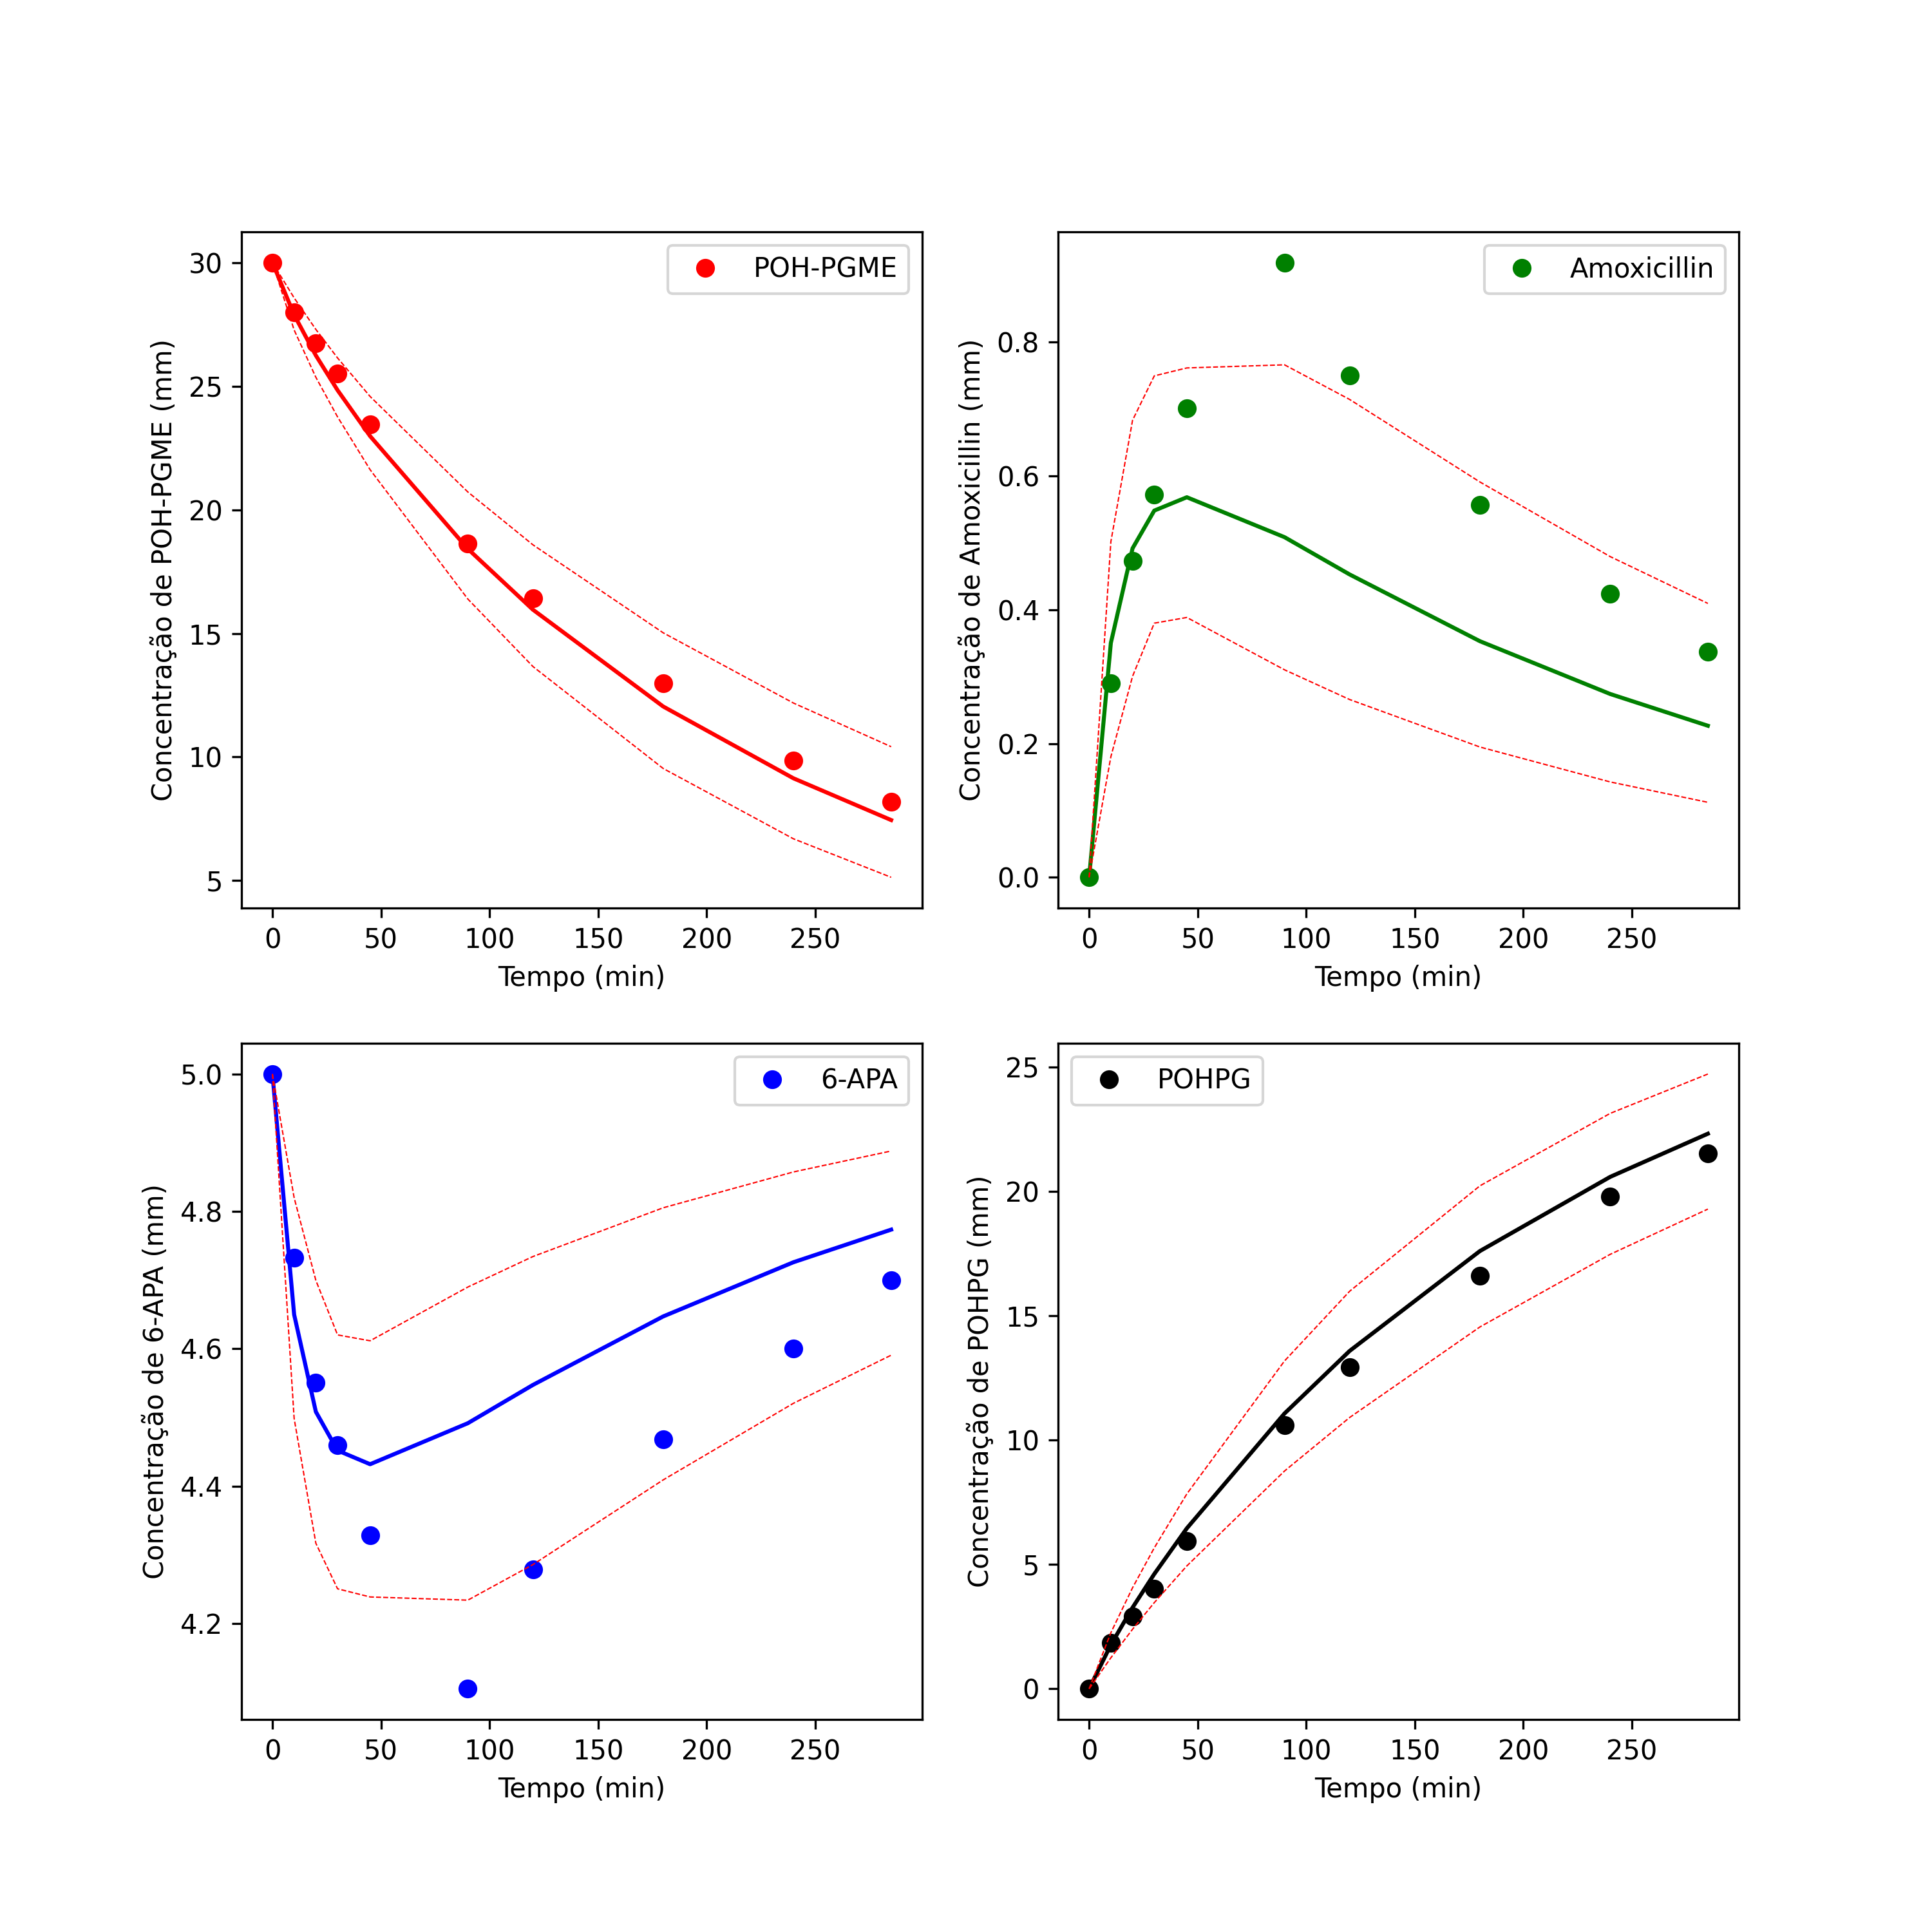 POH-PGME
Concentração de POH-PGME (mm)
30
25
20
15
10
5
0 50 100 150 200 250
Tempo (min)
Amoxicillin
Concentração de Amoxicillin (mm)
0.8
0.6
0.4
0.2
0.0
0 50 100 150 200 250
Tempo (min)
6-APA
Concentração de 6-APA (mm)
5.0
4.8
4.6
4.4
4.2
0 50 100 150 200 250
Tempo (min)
POHPG
Concentração de POHPG (mm)
25
20
15
10
5
0
0 50 100 150 200 250
Tempo (min)